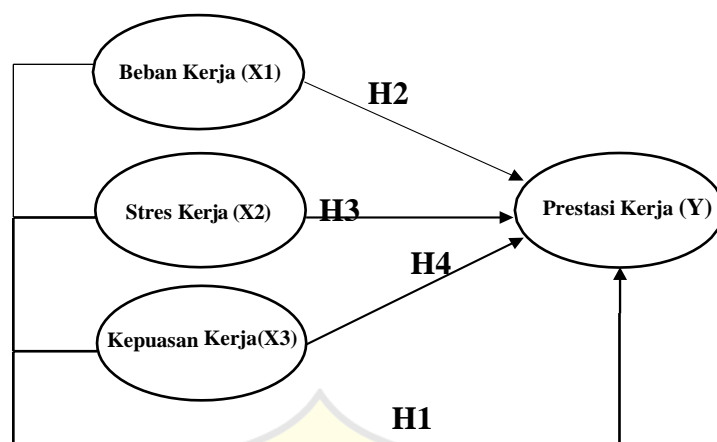 Beban Kerja (X1)
H2
Stres Kerja (X2)
H3
Prestasi Kerja (Y)
H4
Kepuasan Kerja(X3)
H1